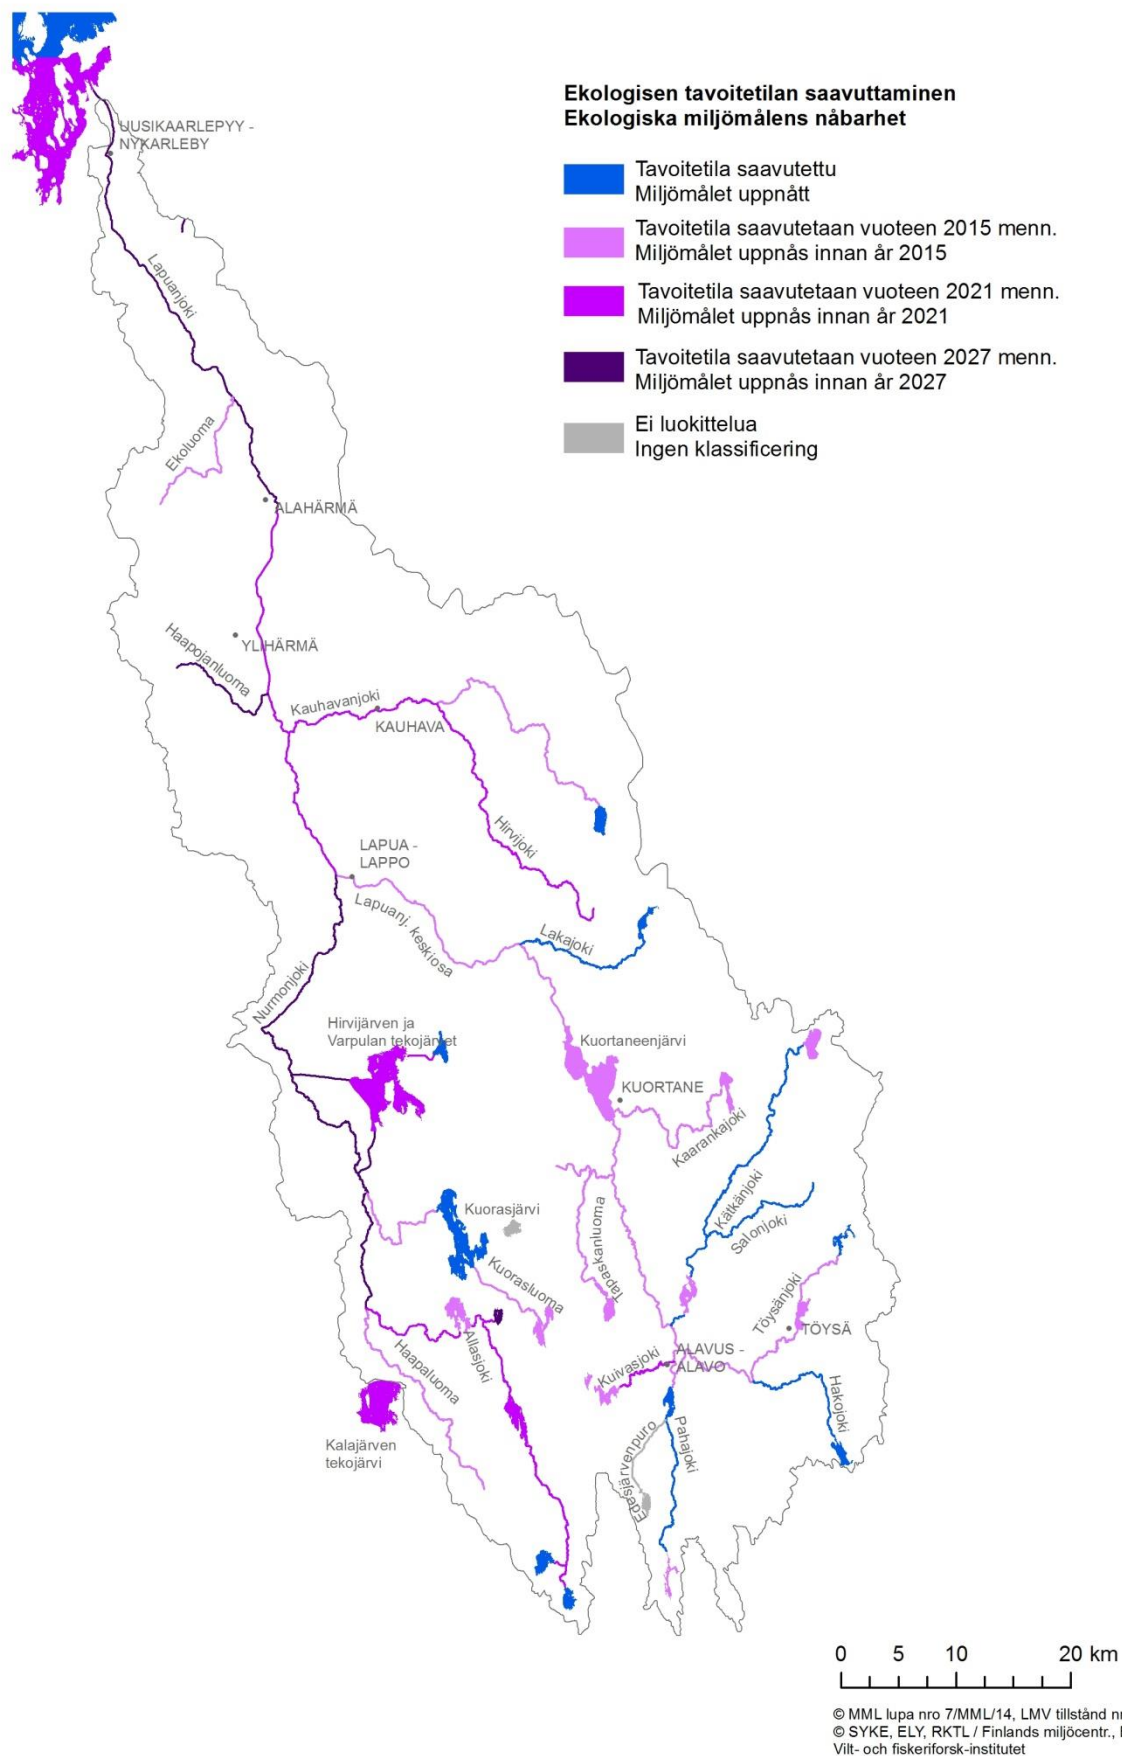 Ekologisen tavoitetilan saavuttaminen
Ekologiska miljömålens nåbarhet
Tavoitetila saavutettu
Miljömålet uppnått
Tavoitetila saavutetaan vuoteen 2015 menn.
Miljömålet uppnås innan år 2015
Tavoitetila saavutetaan vuoteen 2021 menn.
Miljömålet uppnås innan år 2021
Tavoitetila saavutetaan vuoteen 2027 menn.
Miljömålet uppnås innan år 2027
Ei luokittelua
Ingen klassificering
UUSIKAARLEPYY -
NYKARLEBY
Lapuanjoki
Ekoluoma
ALAHÄRMÄ
YLIHÄRMÄ
Haapojanluoma
Kauhavanjoki
KAUHAVA
Hirvijoki
LAPUA -
LAPPO
Lapuanj. keskiosa
Lakajoki
Nurmonjoki
Hirvijärven ja
Varpulan tekojärvet
Kuortaneenjärvi
KUORTANE
Kaarankajoki
Kätkänjoki
Salonjoki
Kuorasjärvi
Kuorasluoma
Tapaskanluoma
Töysänjoki
TÖYSÄ
Allasjoki
Haapaluoma
Kuivasjoki
ALAVUS -
ALAVO
Hakojoki
Pahajoki
Kalajärven
tekojärvi
0 5 10 20 km
© MML lupa nro 7/MML/14, LMV tillstånd nr
© SYKE, ELY, RKTL / Finlands miljöcentr.,
Vilt- och fiskeriforsk-institutet